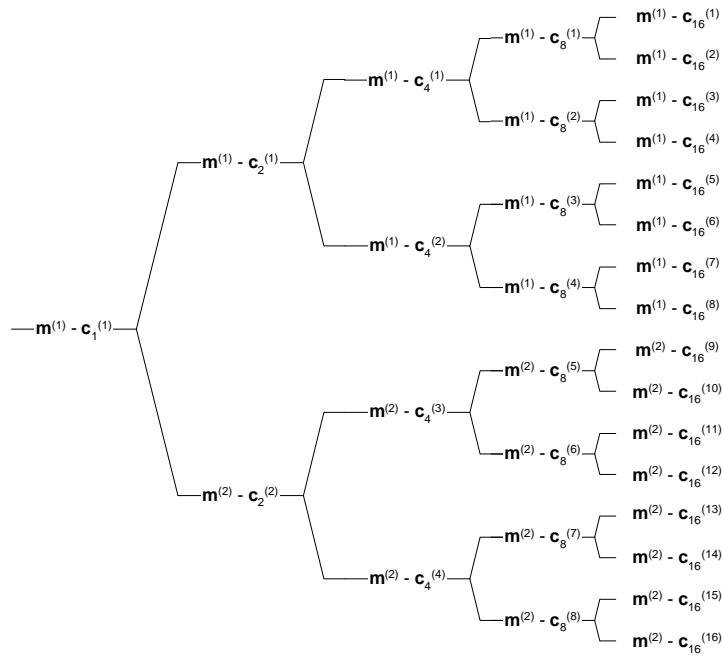 m⁽¹⁾ - c₁₆⁽¹⁾
m⁽¹⁾ - c₈⁽¹⁾
m⁽¹⁾ - c₁₆⁽²⁾
m⁽¹⁾ - c₄⁽¹⁾
m⁽¹⁾ - c₁₆⁽³⁾
m⁽¹⁾ - c₈⁽²⁾
m⁽¹⁾ - c₁₆⁽⁴⁾
m⁽¹⁾ - c₂⁽¹⁾
m⁽¹⁾ - c₁₆⁽⁵⁾
m⁽¹⁾ - c₈⁽³⁾
m⁽¹⁾ - c₁₆⁽⁶⁾
m⁽¹⁾ - c₄⁽²⁾
m⁽¹⁾ - c₁₆⁽⁷⁾
m⁽¹⁾ - c₈⁽⁴⁾
m⁽¹⁾ - c₁₆⁽⁸⁾
m⁽¹⁾ - c₁⁽¹⁾
m⁽²⁾ - c₁₆⁽⁹⁾
m⁽²⁾ - c₈⁽⁵⁾
m⁽²⁾ - c₁₆⁽¹⁰⁾
m⁽²⁾ - c₄⁽³⁾
m⁽²⁾ - c₁₆⁽¹¹⁾
m⁽²⁾ - c₈⁽⁶⁾
m⁽²⁾ - c₁₆⁽¹²⁾
m⁽²⁾ - c₂⁽²⁾
m⁽²⁾ - c₁₆⁽¹³⁾
m⁽²⁾ - c₈⁽⁷⁾
m⁽²⁾ - c₁₆⁽¹⁴⁾
m⁽²⁾ - c₄⁽⁴⁾
m⁽²⁾ - c₁₆⁽¹⁵⁾
m⁽²⁾ - c₈⁽⁸⁾
m⁽²⁾ - c₁₆⁽¹⁶⁾